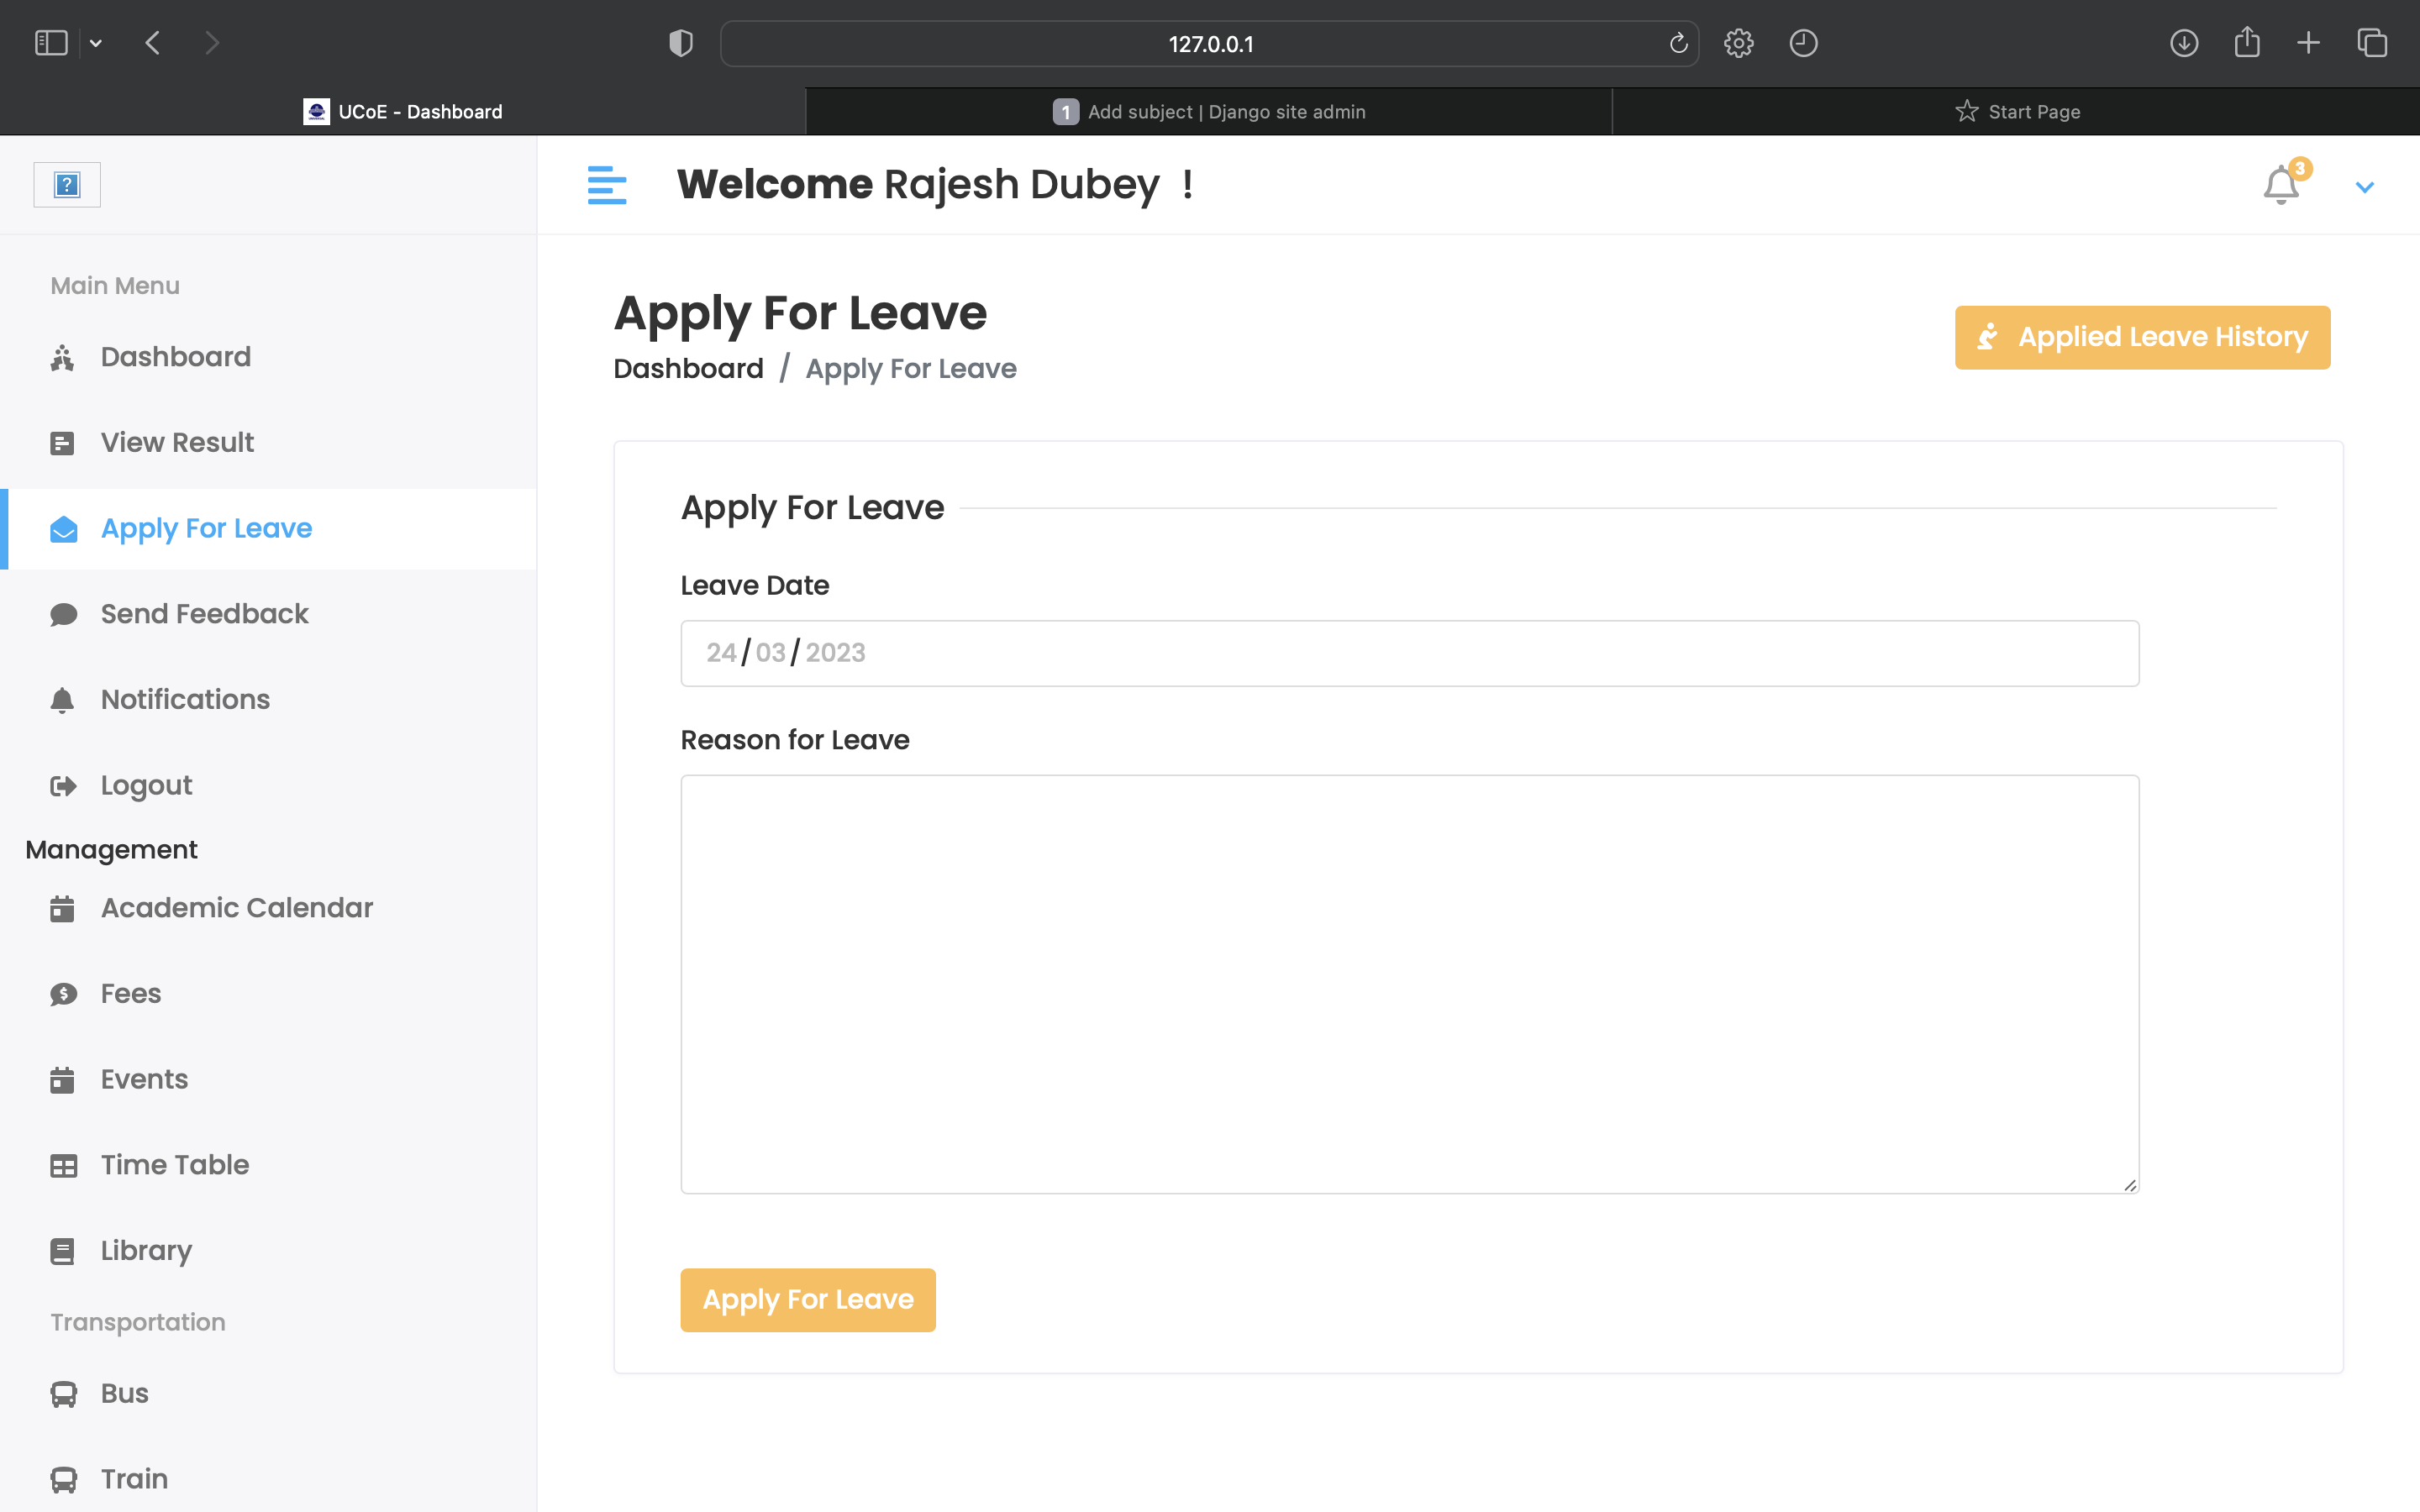 127.0.0.1
UCoE - Dashboard
1 Add subject | Django site admin
Start Page
Welcome Rajesh Dubey !
3
Main Menu
Dashboard
View Result
Apply For Leave
Send Feedback
Notifications
Logout
Management
Academic Calendar
Fees
Events
Time Table
Library
Transportation
Bus
Train
Apply For Leave
Dashboard / Apply For Leave
Applied Leave History
Apply For Leave
Leave Date
24/03/2023
Reason for Leave
Apply For Leave